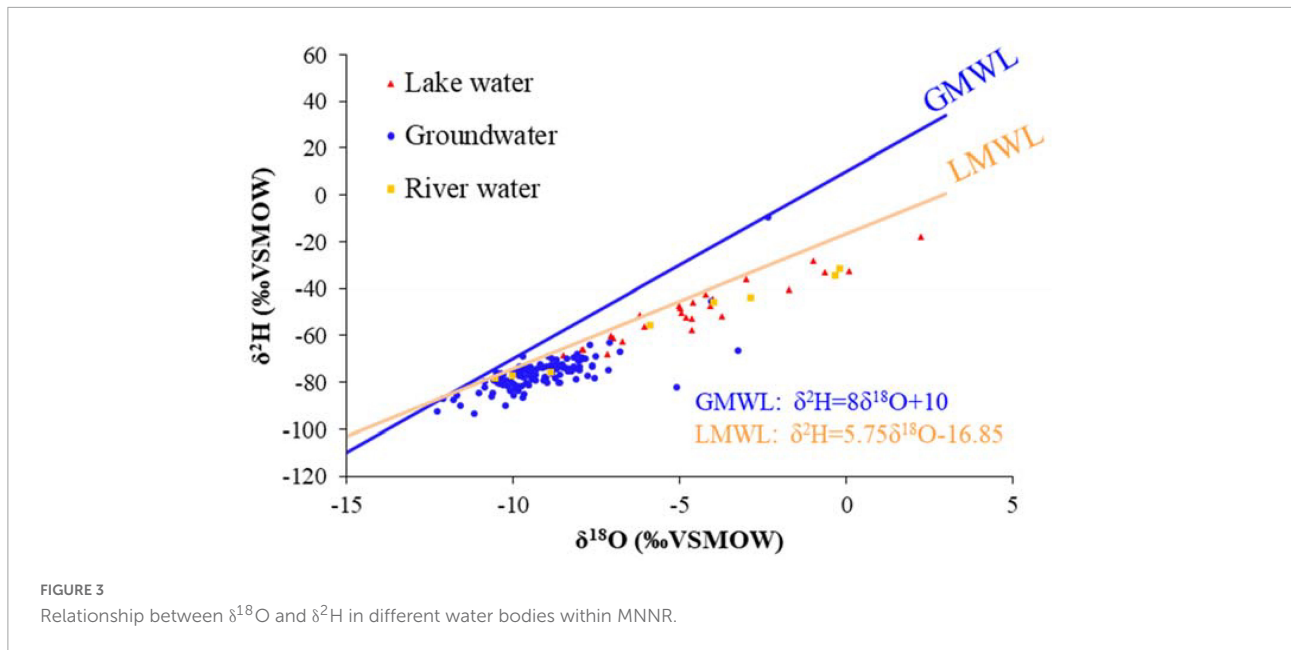 60
40
20
0
-20
-40
-60
-80
-100
-120
δ²H (‰VSMOW)
Lake water
Groundwater
River water
GMWL
LMWL
GMWL: δ²H=8δ¹⁸O+10
LMWL: δ²H=5.75δ¹⁸O-16.85
-15 -10 -5 0 5
δ¹⁸O (‰VSMOW)
FIGURE 3
Relationship between δ¹⁸O and δ²H in different water bodies within MNNR.